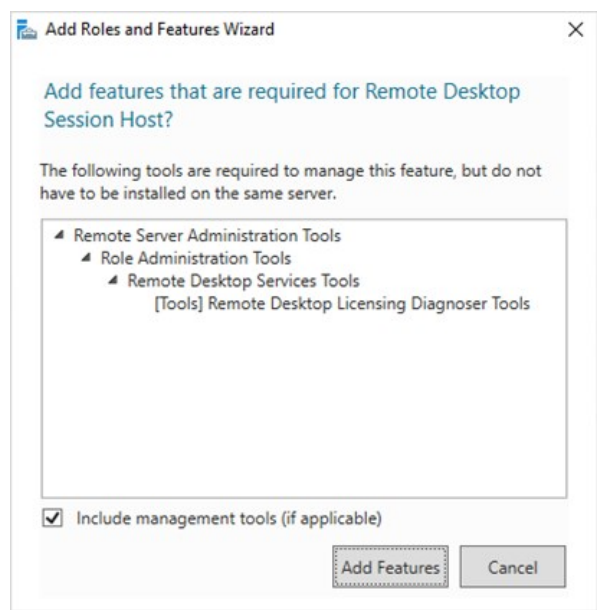 Add Roles and Features Wizard
Add features that are required for Remote Desktop
Session Host?
The following tools are required to manage this feature, but do not
have to be installed on the same server.
Remote Server Administration Tools
Role Administration Tools
Remote Desktop Services Tools
[Tools] Remote Desktop Licensing Diagnoser Tools
Include management tools (if applicable)
Add Features
Cancel